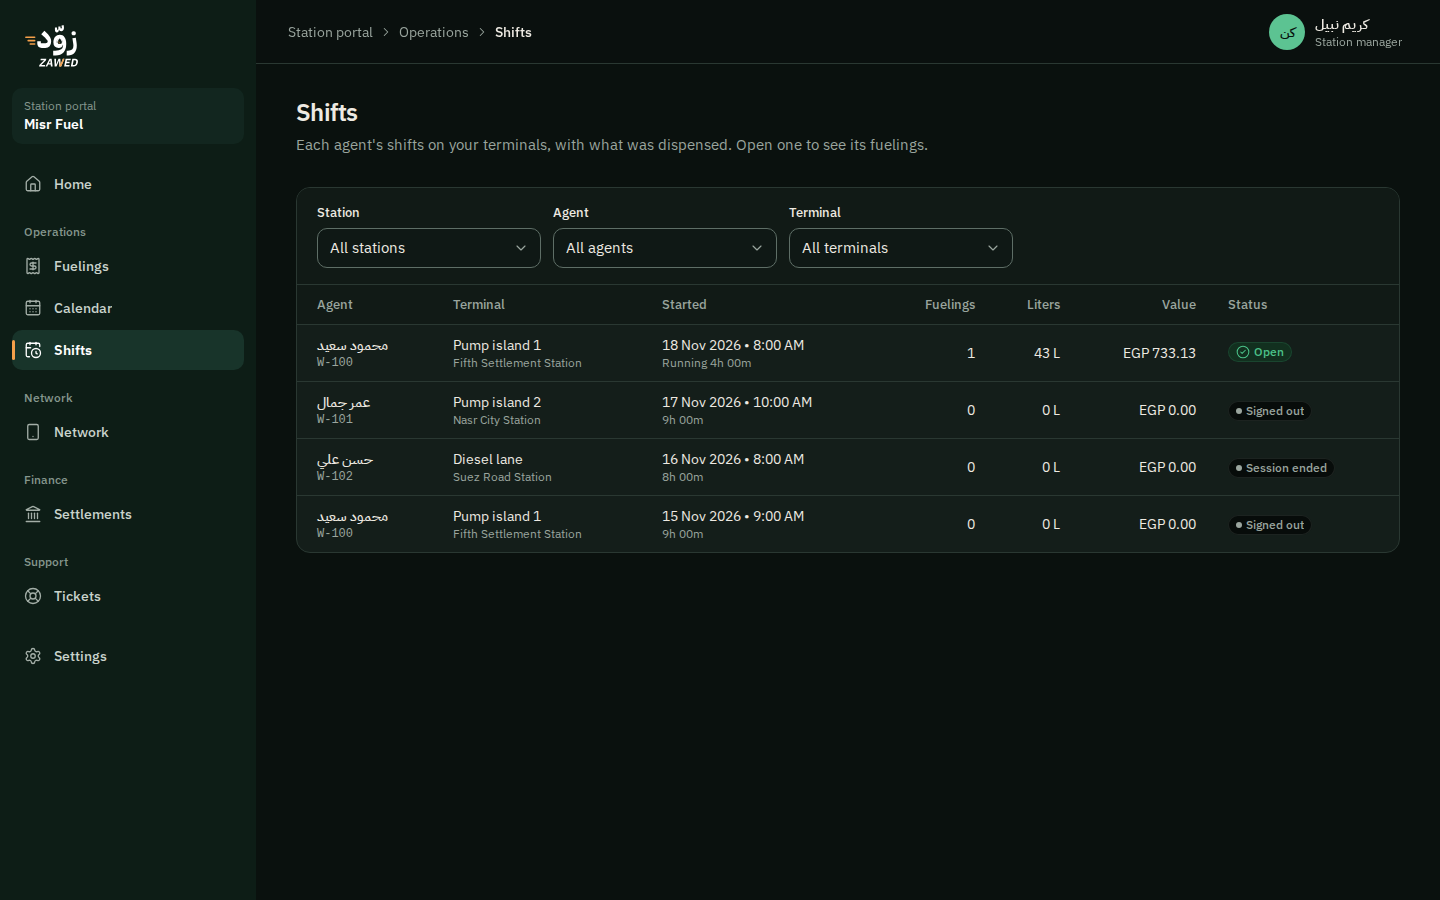 زوّد
ZAWED
Station portal
Misr Fuel
Home
Operations
Fuelings
Calendar
Shifts
Network
Network
Finance
Settlements
Support
Tickets
Settings
Station portal > Operations > Shifts
كن
كريم نبيل
Station manager
Shifts
Each agent's shifts on your terminals, with what was dispensed. Open one to see its fuelings.
Station Agent Terminal
All stations All agents All terminals
Agent Terminal Started Fuelings Liters Value Status
محمود سعيد Pump island 1 18 Nov 2026 • 8:00 AM 1 43 L EGP 733.13 Open
W-100 Fifth Settlement Station Running 4h 00m
عمر جمال Pump island 2 17 Nov 2026 • 10:00 AM 0 0 L EGP 0.00 Signed out
W-101 Nasr City Station 9h 00m
حسن علي Diesel lane 16 Nov 2026 • 8:00 AM 0 0 L EGP 0.00 Session ended
W-102 Suez Road Station 8h 00m
محمود سعيد Pump island 1 15 Nov 2026 • 9:00 AM 0 0 L EGP 0.00 Signed out
W-100 Fifth Settlement Station 9h 00m